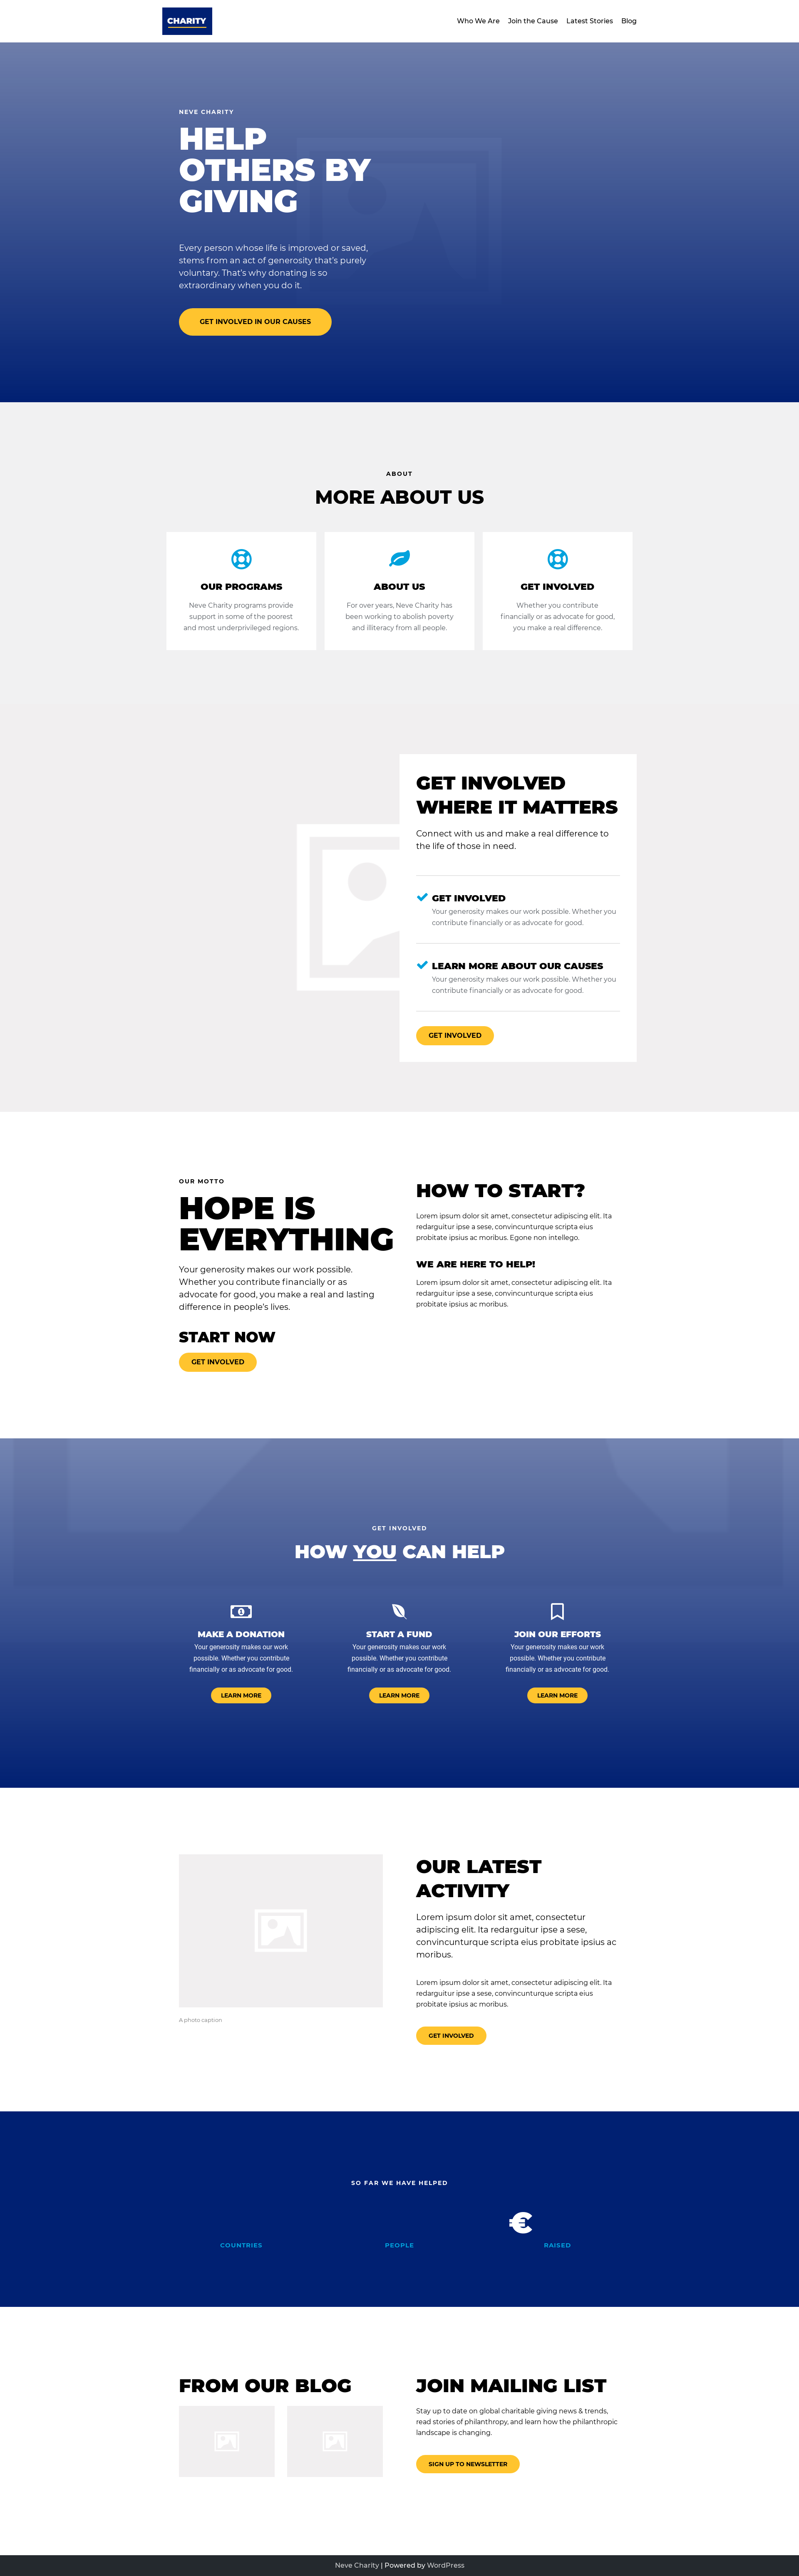 CHARITY
Who We Are Join the Cause Latest Stories Blog
NEVE CHARITY
HELP
OTHERS BY
GIVING
Every person whose life is improved or saved,
stems from an act of generosity that's purely
voluntary. That's why donating is so
extraordinary when you do it.
GET INVOLVED IN OUR CAUSES
ABOUT
MORE ABOUT US
OUR PROGRAMS
Neve Charity programs provide
support in some of the poorest
and most underprivileged regions.
ABOUT US
For over years, Neve Charity has
been working to abolish poverty
and illiteracy from all people.
GET INVOLVED
Whether you contribute
financially or as advocate for good,
you make a real difference.
GET INVOLVED
WHERE IT MATTERS
Connect with us and make a real difference to
the life of those in need.
GET INVOLVED
Your generosity makes our work possible. Whether you
contribute financially or as advocate for good.
LEARN MORE ABOUT OUR CAUSES
Your generosity makes our work possible. Whether you
contribute financially or as advocate for good.
GET INVOLVED
OUR MOTTO
HOPE IS
EVERYTHING
Your generosity makes our work possible.
Whether you contribute financially or as
advocate for good, you make a real and lasting
difference in people's lives.
START NOW
GET INVOLVED
HOW TO START?
Lorem ipsum dolor sit amet, consectetur adipiscing elit. Ita
redarguitur ipse a sese, convincunturque scripta eius
probitate ipsius ac moribus. Egone non intellego.
WE ARE HERE TO HELP!
Lorem ipsum dolor sit amet, consectetur adipiscing elit. Ita
redarguitur ipse a sese, convincunturque scripta eius
probitate ipsius ac moribus.
GET INVOLVED
HOW YOU CAN HELP
MAKE A DONATION
Your generosity makes our work
possible. Whether you contribute
financially or as advocate for good.
LEARN MORE
START A FUND
Your generosity makes our work
possible. Whether you contribute
financially or as advocate for good.
LEARN MORE
JOIN OUR EFFORTS
Your generosity makes our work
possible. Whether you contribute
financially or as advocate for good.
LEARN MORE
A photo caption
OUR LATEST
ACTIVITY
Lorem ipsum dolor sit amet, consectetur
adipiscing elit. Ita redarguitur ipse a sese,
convincunturque scripta eius probitate ipsius ac
moribus.
Lorem ipsum dolor sit amet, consectetur adipiscing elit. Ita
redarguitur ipse a sese, convincunturque scripta eius
probitate ipsius ac moribus.
GET INVOLVED
SO FAR WE HAVE HELPED
COUNTRIES
PEOPLE
€
RAISED
FROM OUR BLOG
JOIN MAILING LIST
Stay up to date on global charitable giving news & trends,
read stories of philanthropy, and learn how the philanthropic
landscape is changing.
SIGN UP TO NEWSLETTER
Neve Charity | Powered by WordPress